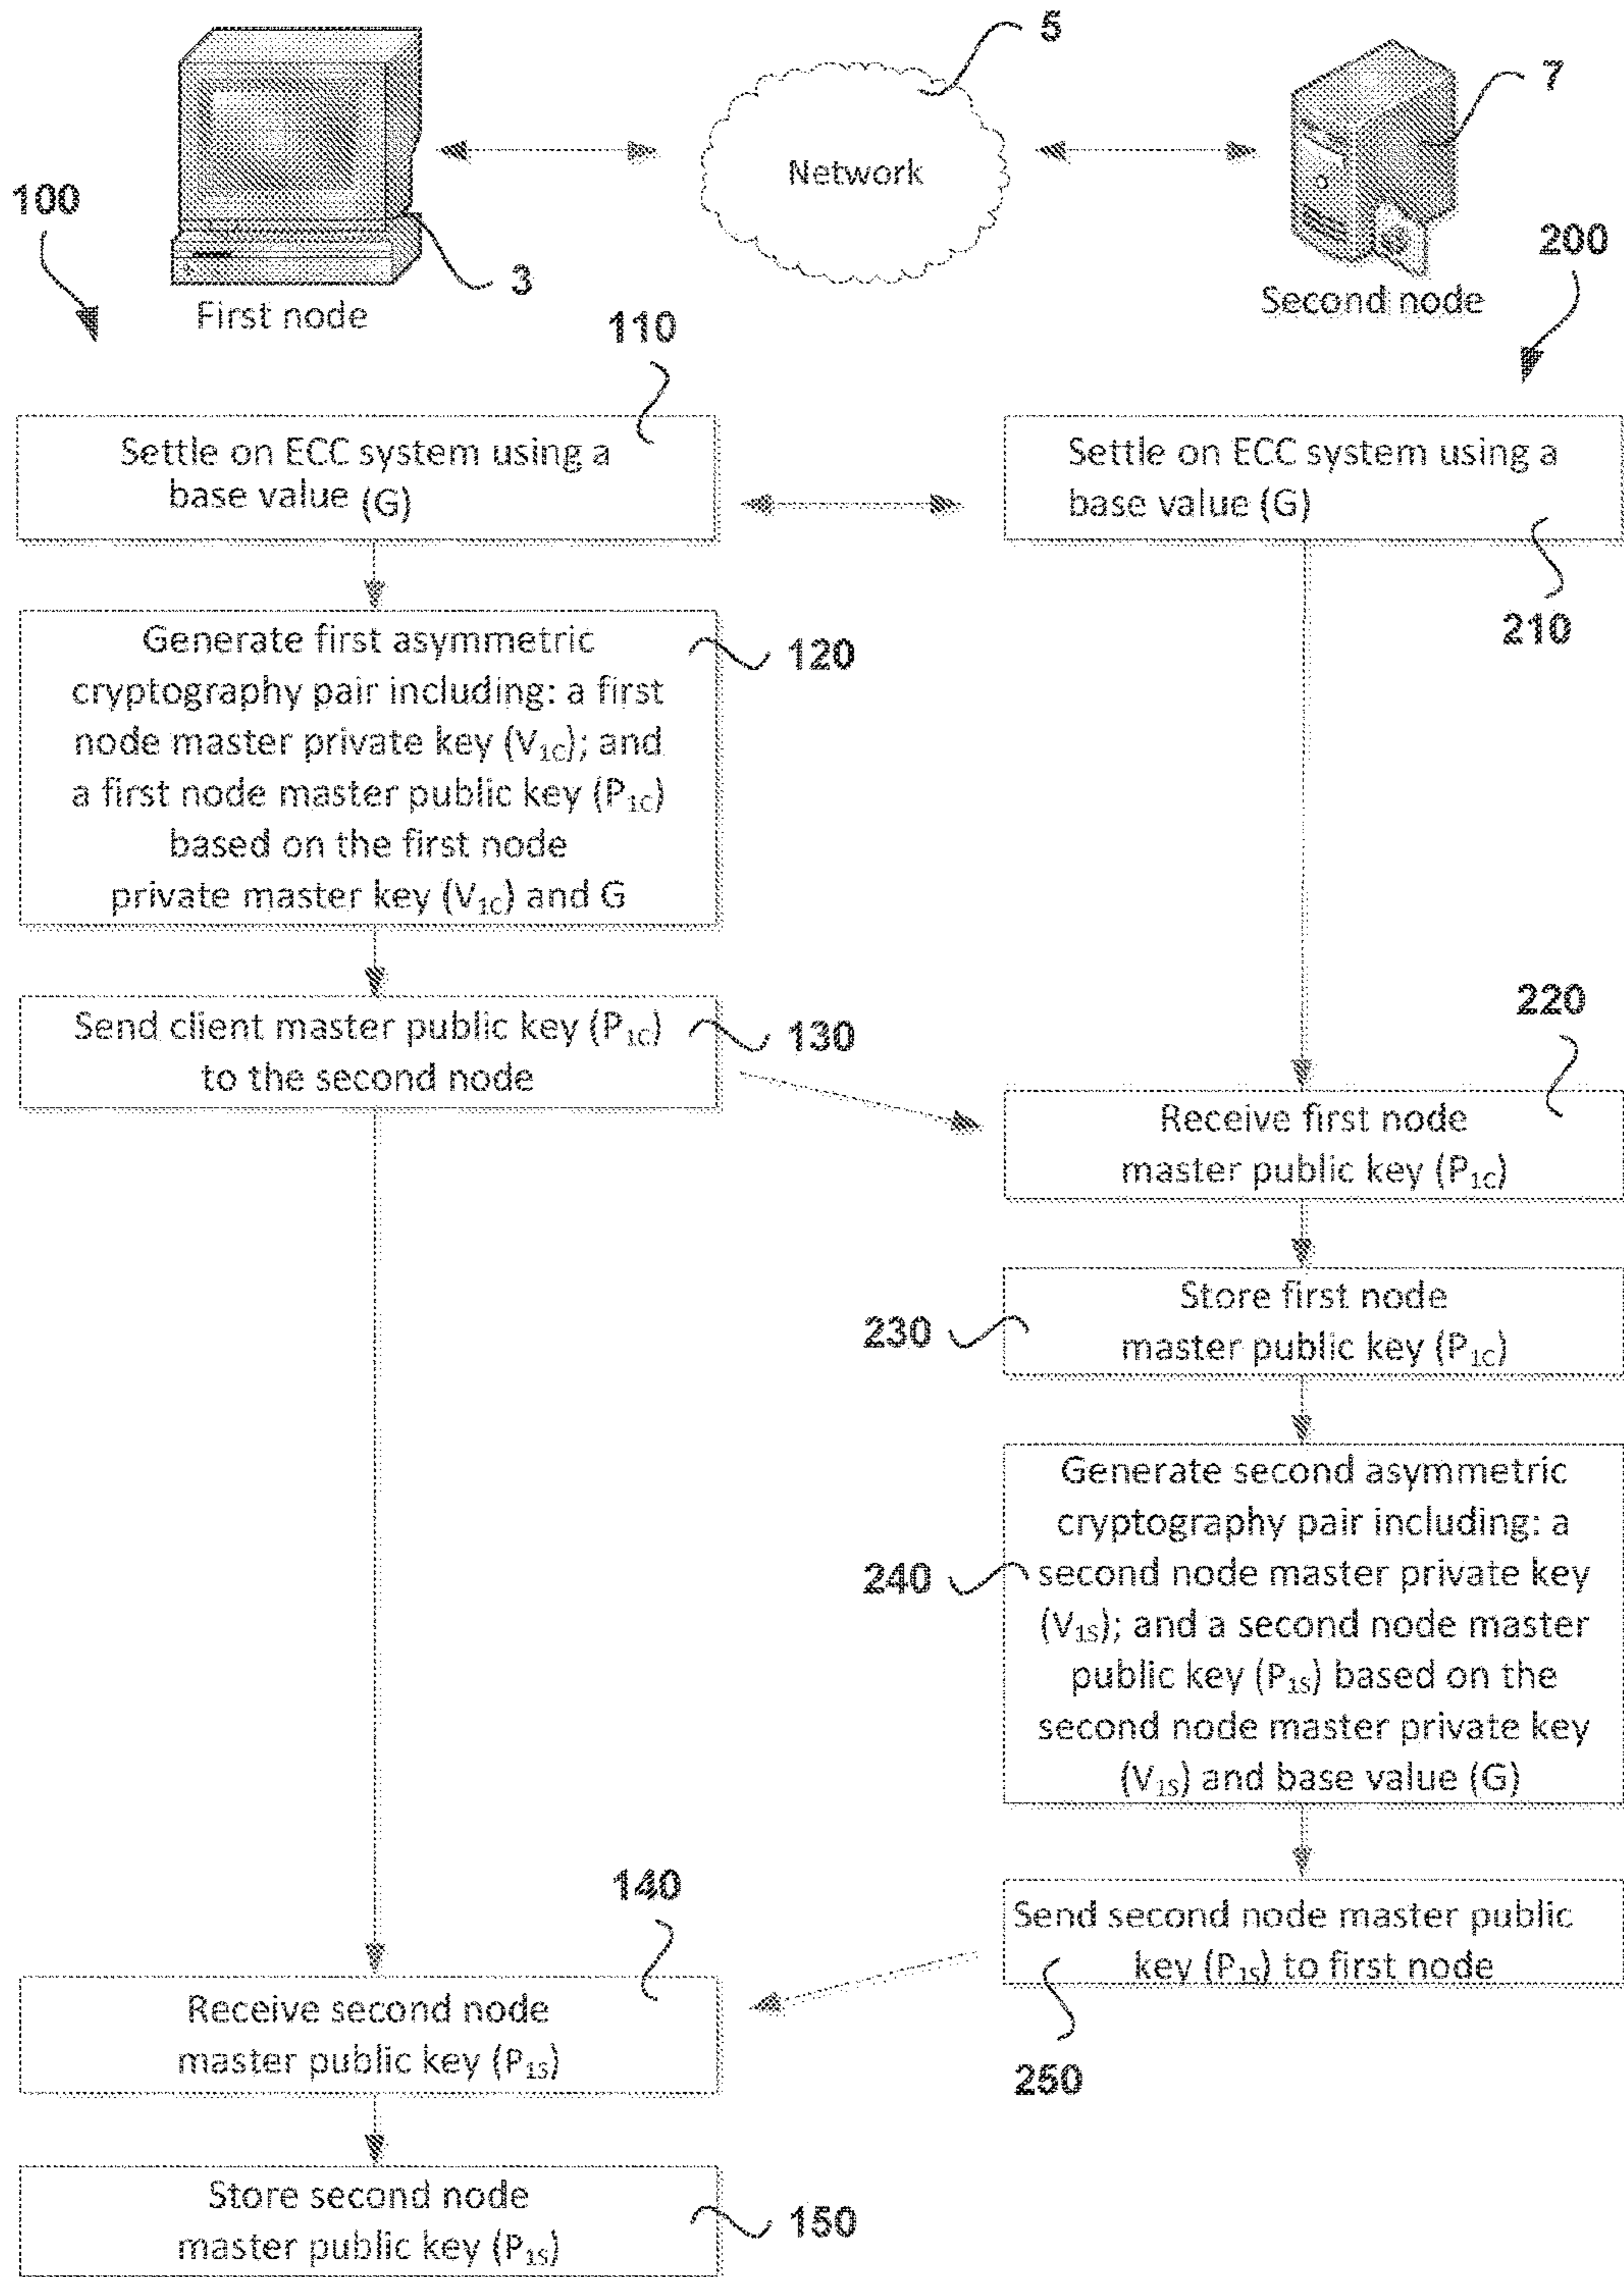 5
7
Network
100
200
3
First node
Second node
110
Settle on ECC system using a
base value (G)
Settle on ECC system using a
base value (G)
210
Generate first asymmetric
cryptography pair including: a first
node master private key (V1C); and
a first node master public key (P1C)
based on the first node
private master key (V1C) and G
120
Send client master public key (P1C)
to the second node
130
220
Receive first node
master public key (P1C)
Store first node
master public key (P1C)
230
Generate second asymmetric
cryptography pair including: a
second node master private key
(V1S); and a second node master
public key (P1S) based on the
second node master private key
(V1S) and base value (G)
240
140
Send second node master public
key (P1S) to first node
250
Receive second node
master public key (P1S)
Store second node
master public key (P1S)
150